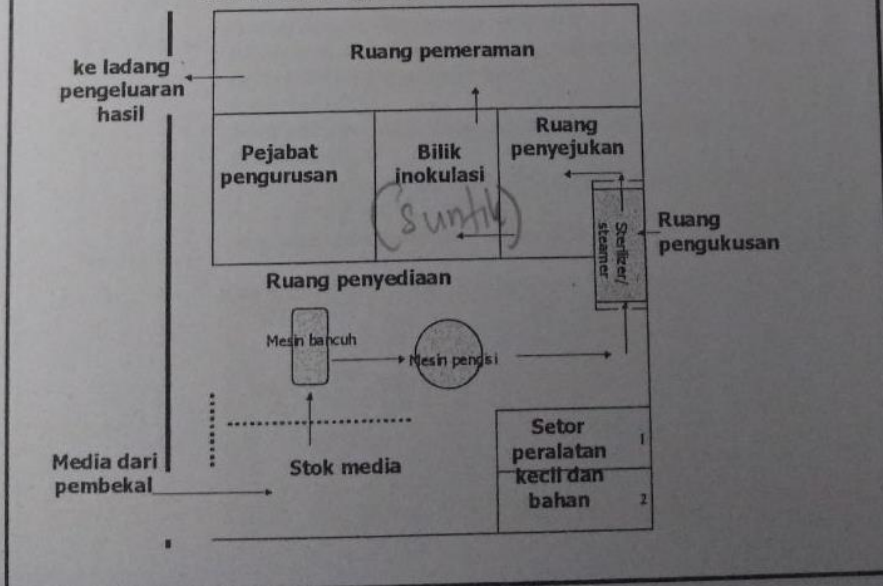 Ruang pemeraman
ke ladang
pengeluaran
hasil
Pejabat
pengurusan
Bilik
inokulasi
(suntik)
Ruang
penyejukan
Sterilizer/
steamer
Ruang
pengukusan
Ruang penyediaan
Mesin bancuh
Mesin pengisi
Stok media
Media dari
pembekal
Setor
peralatan
kecil dan
bahan
1
2